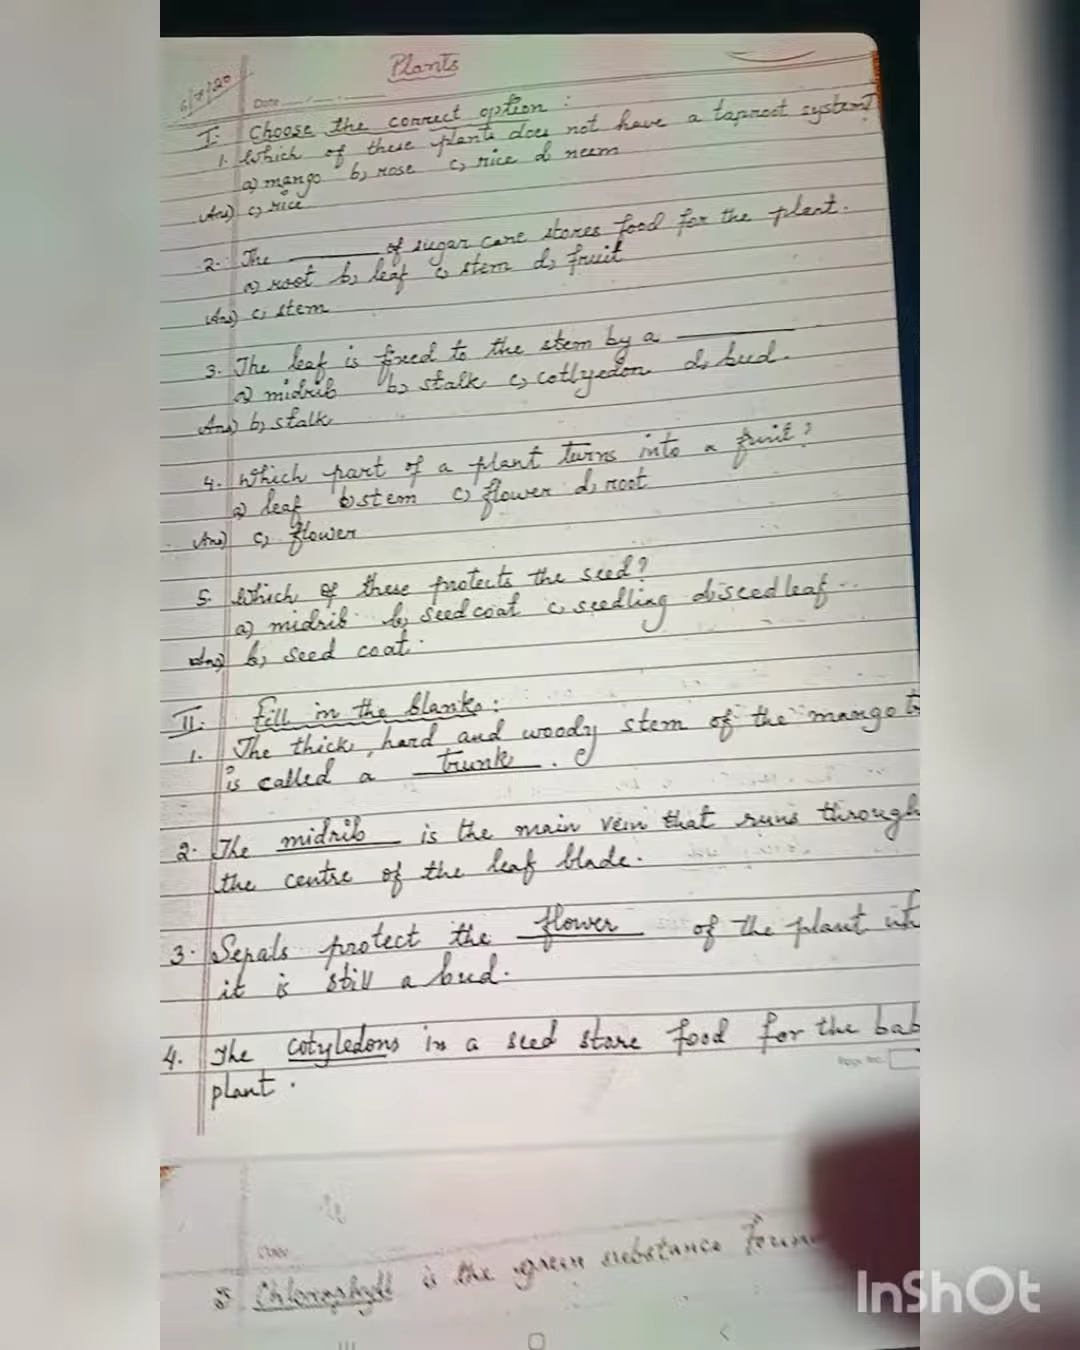 Plants
6/7/20
Date
I. Choose the correct option :
1. Which of these plants does not have a taproot system?
a) mango b) rose c) rice d) neem
Ans) c) rice
2. The ______ of sugar cane stores food for the plant.
a) root b) leaf c) stem d) fruit
Ans) c) stem
3. The leaf is fixed to the stem by a ______
a) midrib b) stalk c) cotlyedon d) bud.
Ans) b) stalk
4. Which part of a plant turns into a fruit?
a) leaf b) stem c) flower d) root
Ans) c) flower
5. Which of these protects the seed?
a) midrib b) seed coat c) seedling d) seed leaf
Ans) b) seed coat.
II. Fill in the blanks :
1. The thick, hard and woody stem of the mango t
is called a trunk.
2. The midrib is the main vein that runs through
the centre of the leaf blade.
3. Sepals protect the flower of the plant wh
it is still a bud.
4. The cotyledons in a seed store food for the bab
plant.
Date
5. Chlorophyll is the green substance foun
InShOt